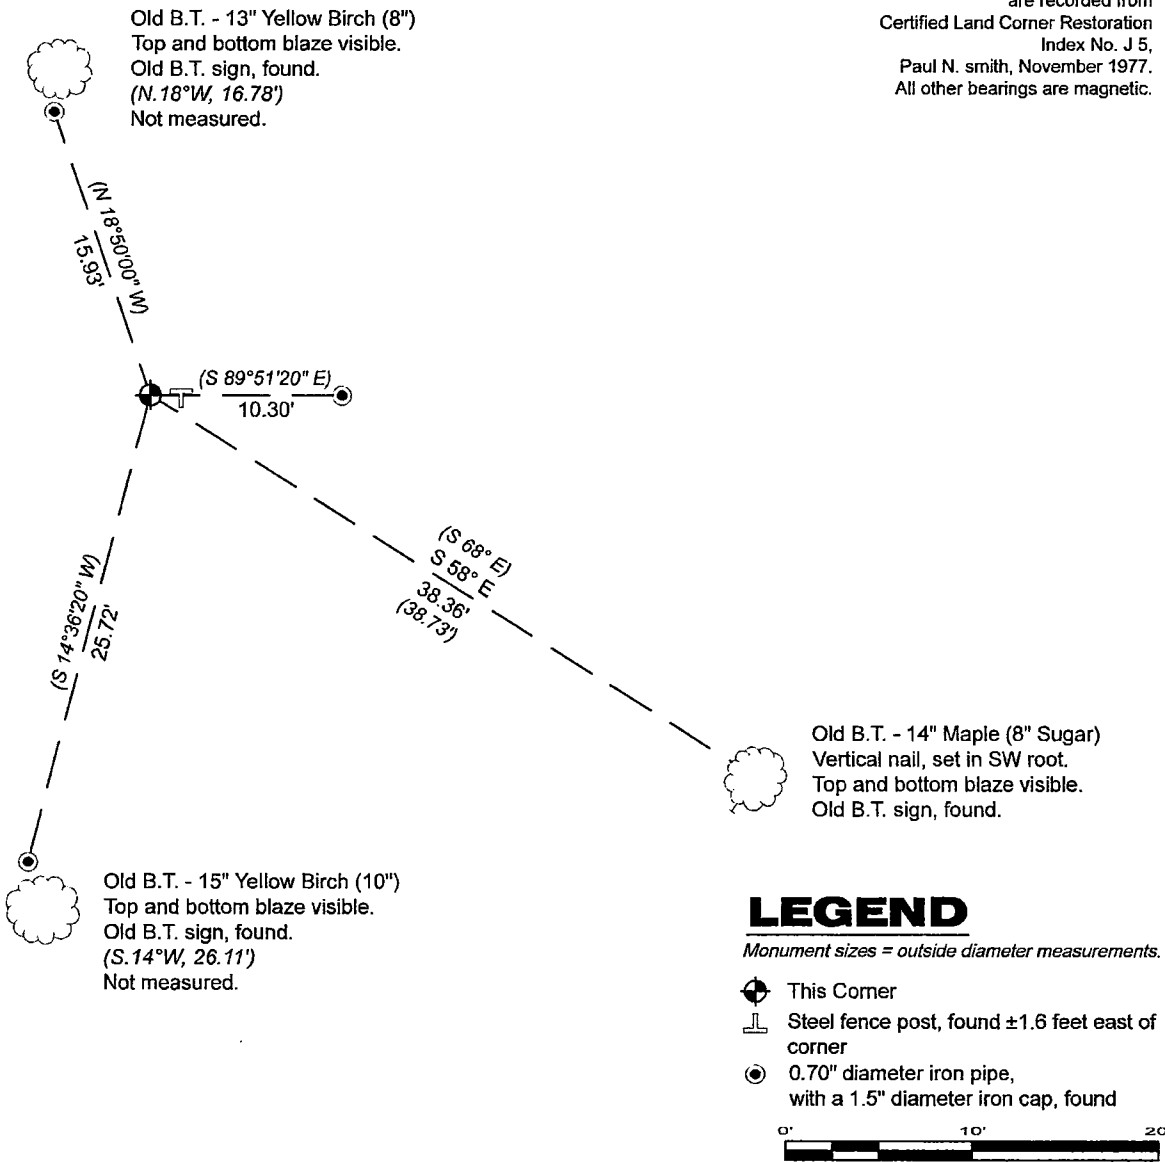 Old B.T. - 13" Yellow Birch (8")
Top and bottom blaze visible.
Old B.T. sign, found.
(N.18°W, 16.78')
Not measured.
are recorded from
Certified Land Corner Restoration
Index No. J 5,
Paul N. smith, November 1977.
All other bearings are magnetic.
(N 18°50'00" W)
15.93'
(S 89°51'20" E)
10.30'
(S 68° E)
S 58° E
38.36'
(38.73')
(S 14°36'20" W)
25.72'
Old B.T. - 14" Maple (8" Sugar)
Vertical nail, set in SW root.
Top and bottom blaze visible.
Old B.T. sign, found.
Old B.T. - 15" Yellow Birch (10")
Top and bottom blaze visible.
Old B.T. sign, found.
(S.14°W, 26.11')
Not measured.
LEGEND
Monument sizes = outside diameter measurements.
This Corner
Steel fence post, found ±1.6 feet east of
corner
0.70" diameter iron pipe,
with a 1.5" diameter iron cap, found
0' 10' 20